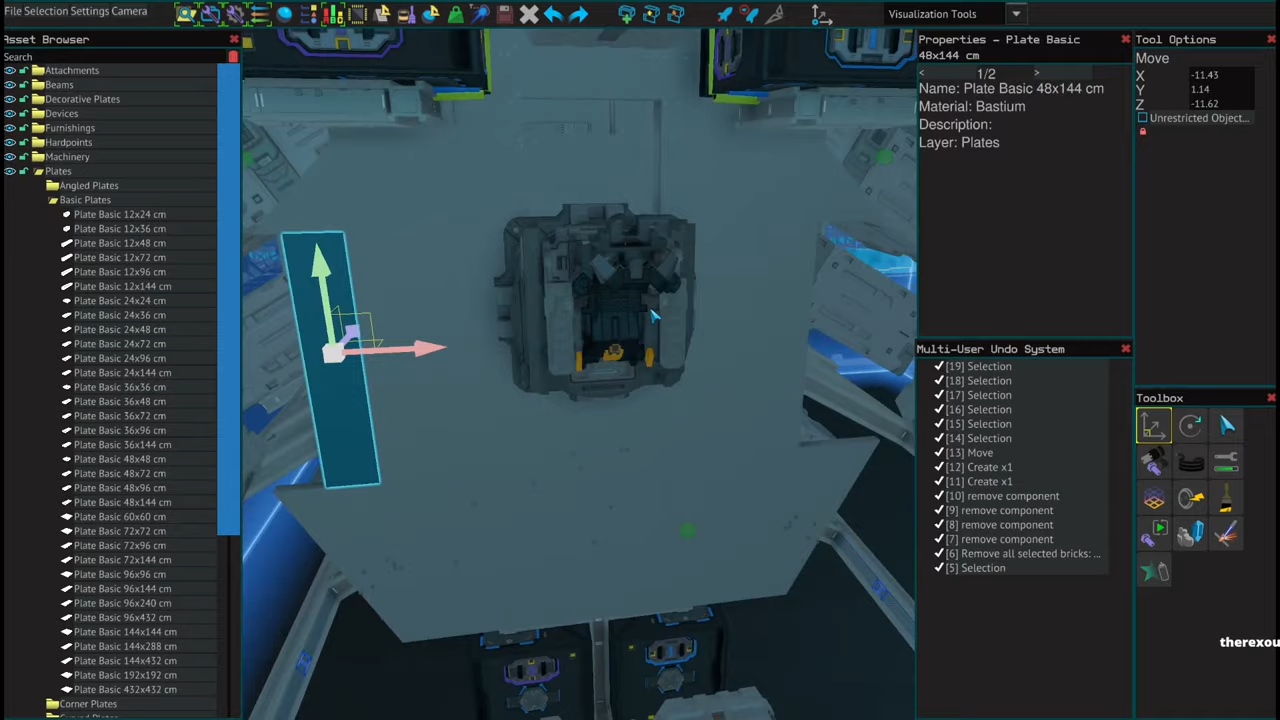 File Selection Settings Camera
Visualization Tools
Asset Browser
Search
Attachments
Beams
Decorative Plates
Devices
Furnishings
Hardpoints
Machinery
Plates
Angled Plates
Basic Plates
Plate Basic 12x24 cm
Plate Basic 12x36 cm
Plate Basic 12x48 cm
Plate Basic 12x72 cm
Plate Basic 12x96 cm
Plate Basic 12x144 cm
Plate Basic 24x24 cm
Plate Basic 24x36 cm
Plate Basic 24x48 cm
Plate Basic 24x72 cm
Plate Basic 24x96 cm
Plate Basic 24x144 cm
Plate Basic 36x36 cm
Plate Basic 36x48 cm
Plate Basic 36x72 cm
Plate Basic 36x96 cm
Plate Basic 36x144 cm
Plate Basic 48x48 cm
Plate Basic 48x72 cm
Plate Basic 48x96 cm
Plate Basic 48x144 cm
Plate Basic 60x60 cm
Plate Basic 72x72 cm
Plate Basic 72x96 cm
Plate Basic 72x144 cm
Plate Basic 96x96 cm
Plate Basic 96x144 cm
Plate Basic 96x240 cm
Plate Basic 96x432 cm
Plate Basic 144x144 cm
Plate Basic 144x288 cm
Plate Basic 144x432 cm
Plate Basic 192x192 cm
Plate Basic 432x432 cm
Corner Plates
Properties - Plate Basic
48x144 cm
< 1/2 >
Name: Plate Basic 48x144 cm
Material: Bastium
Description:
Layer: Plates
Multi-User Undo System
[19] Selection
[18] Selection
[17] Selection
[16] Selection
[15] Selection
[14] Selection
[13] Move
[12] Create x1
[11] Create x1
[10] remove component
[9] remove component
[8] remove component
[7] remove component
[6] Remove all selected bricks: ...
[5] Selection
Tool Options
Move
X -11.43
Y 1.14
Z -11.62
Unrestricted Object...
Toolbox
therexou